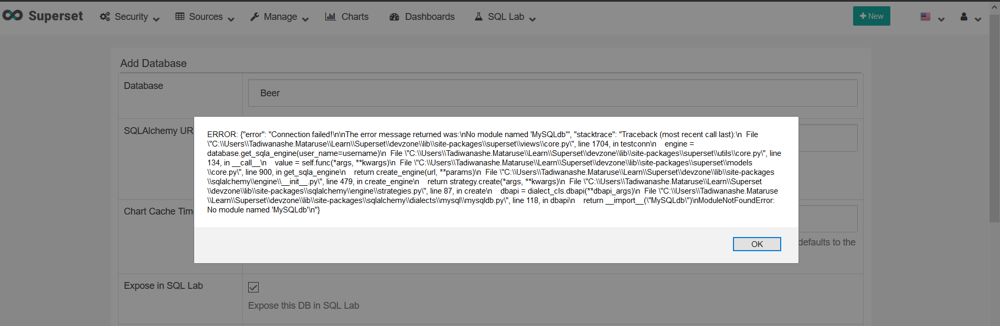 Superset Security Sources Manage Charts Dashboards SQL Lab + New
Add Database
Database
Beer
SQLAlchemy UR
ERROR: {"error": "Connection failed!\n\nThe error message returned was:\nNo module named 'MySQLdb'", "stacktrace": "Traceback (most recent call last):\n  File
\"C:\\Users\\Tadiwanashe.Mataruse\\Learn\\Superset\\devzone\\lib\\site-packages\\superset\\views\\core.py\", line 1704, in testconn\n    engine =
database.get_sqla_engine(user_name=username)\n  File \"C:\\Users\\Tadiwanashe.Mataruse\\Learn\\Superset\\devzone\\lib\\site-packages\\superset\\utils\\core.py\", line
134, in __call__\n    value = self.func(*args, **kwargs)\n  File \"C:\\Users\\Tadiwanashe.Mataruse\\Learn\\Superset\\devzone\\lib\\site-packages\\superset\\models
\\core.py\", line 900, in get_sqla_engine\n    return create_engine(url, **params)\n  File \"C:\\Users\\Tadiwanashe.Mataruse\\Learn\\Superset\\devzone\\lib\\site-packages
\\sqlalchemy\\engine\\__init__.py\", line 479, in create_engine\n    return strategy.create(*args, **kwargs)\n  File \"C:\\Users\\Tadiwanashe.Mataruse\\Learn\\Superset
\\devzone\\lib\\site-packages\\sqlalchemy\\engine\\strategies.py\", line 87, in create\n    dbapi = dialect_cls.dbapi(**dbapi_args)\n  File \"C:\\Users\\Tadiwanashe.Mataruse
\\Learn\\Superset\\devzone\\lib\\site-packages\\sqlalchemy\\dialects\\mysql\\mysqldb.py\", line 118, in dbapi\n    return __import__(\"MySQLdb\")\nModuleNotFoundError:
No module named 'MySQLdb'\n"}
Chart Cache Tim
OK
defaults to the
Expose in SQL Lab
Expose this DB in SQL Lab